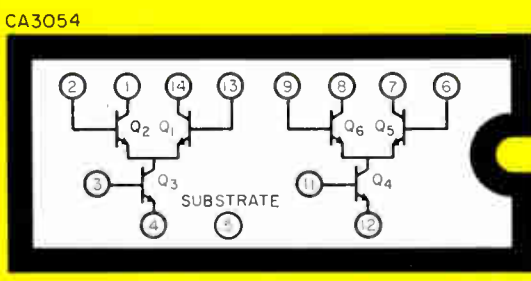 CA3054
2 1 14 13 9 8 7 6
Q2 Q1 Q6 Q5
3 Q3 11 Q4
SUBSTRATE
4 5 12